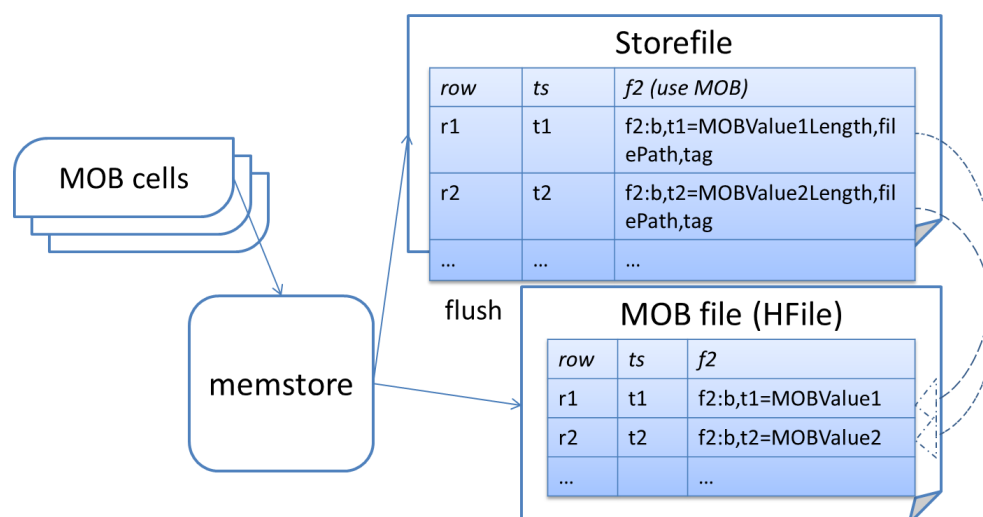 Storefile
row ts f2 (use MOB)
r1 t1 f2:b,t1=MOBValue1Length,fil
ePath,tag
r2 t2 f2:b,t2=MOBValue2Length,fil
ePath,tag
... ... ...
MOB cells
memstore
flush
MOB file (HFile)
row ts f2
r1 t1 f2:b,t1=MOBValue1
r2 t2 f2:b,t2=MOBValue2
... ...